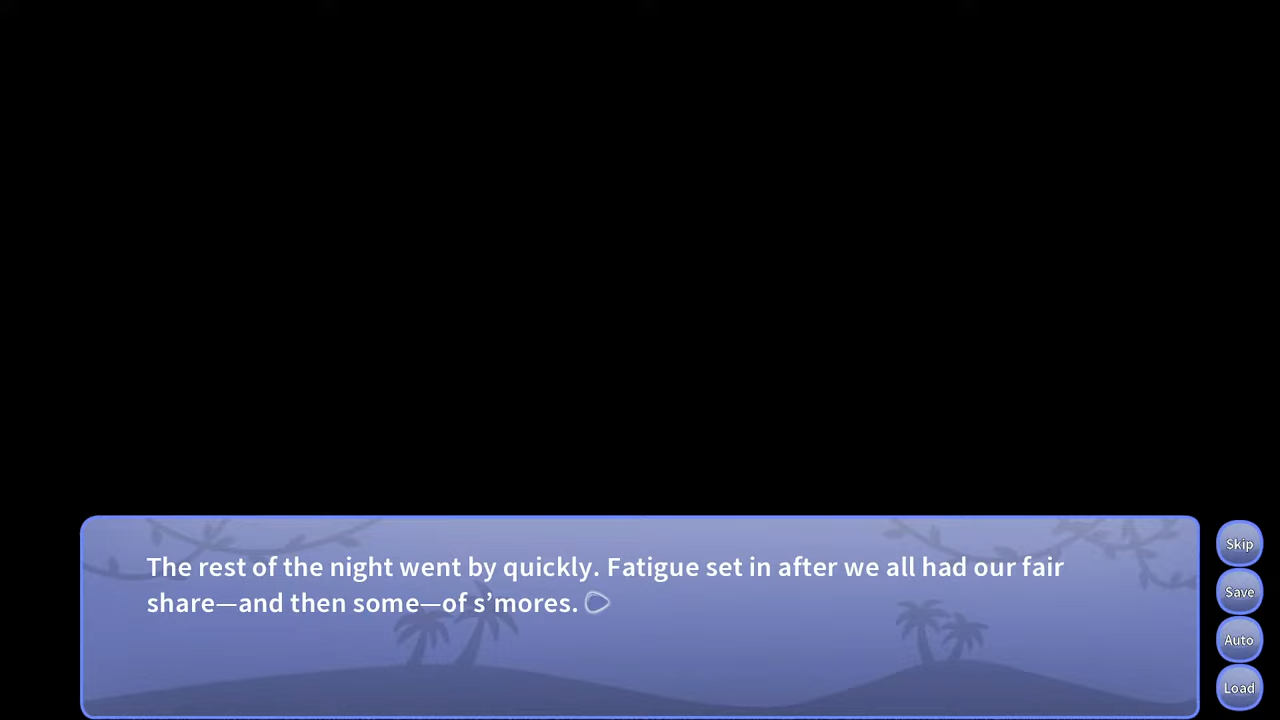 The rest of the night went by quickly. Fatigue set in after we all had our fair
share—and then some—of s’mores.
Skip
Save
Auto
Load